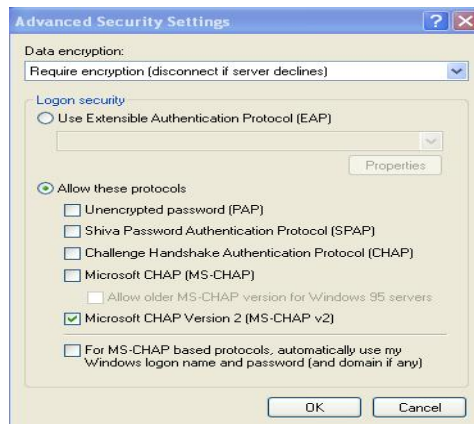 Advanced Security Settings
Data encryption:
Require encryption (disconnect if server declines)
Logon security
Use Extensible Authentication Protocol (EAP)
Properties
Allow these protocols
Unencrypted password (PAP)
Shiva Password Authentication Protocol (SPAP)
Challenge Handshake Authentication Protocol (CHAP)
Microsoft CHAP (MS-CHAP)
Allow older MS-CHAP version for Windows 95 servers
Microsoft CHAP Version 2 (MS-CHAP v2)
For MS-CHAP based protocols, automatically use my
Windows logon name and password (and domain if any)
OK Cancel